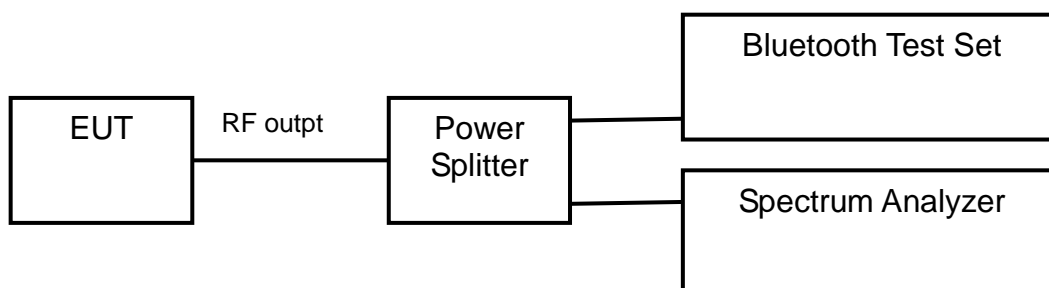 EUT
RF outpt
Power
Splitter
Bluetooth Test Set
Spectrum Analyzer